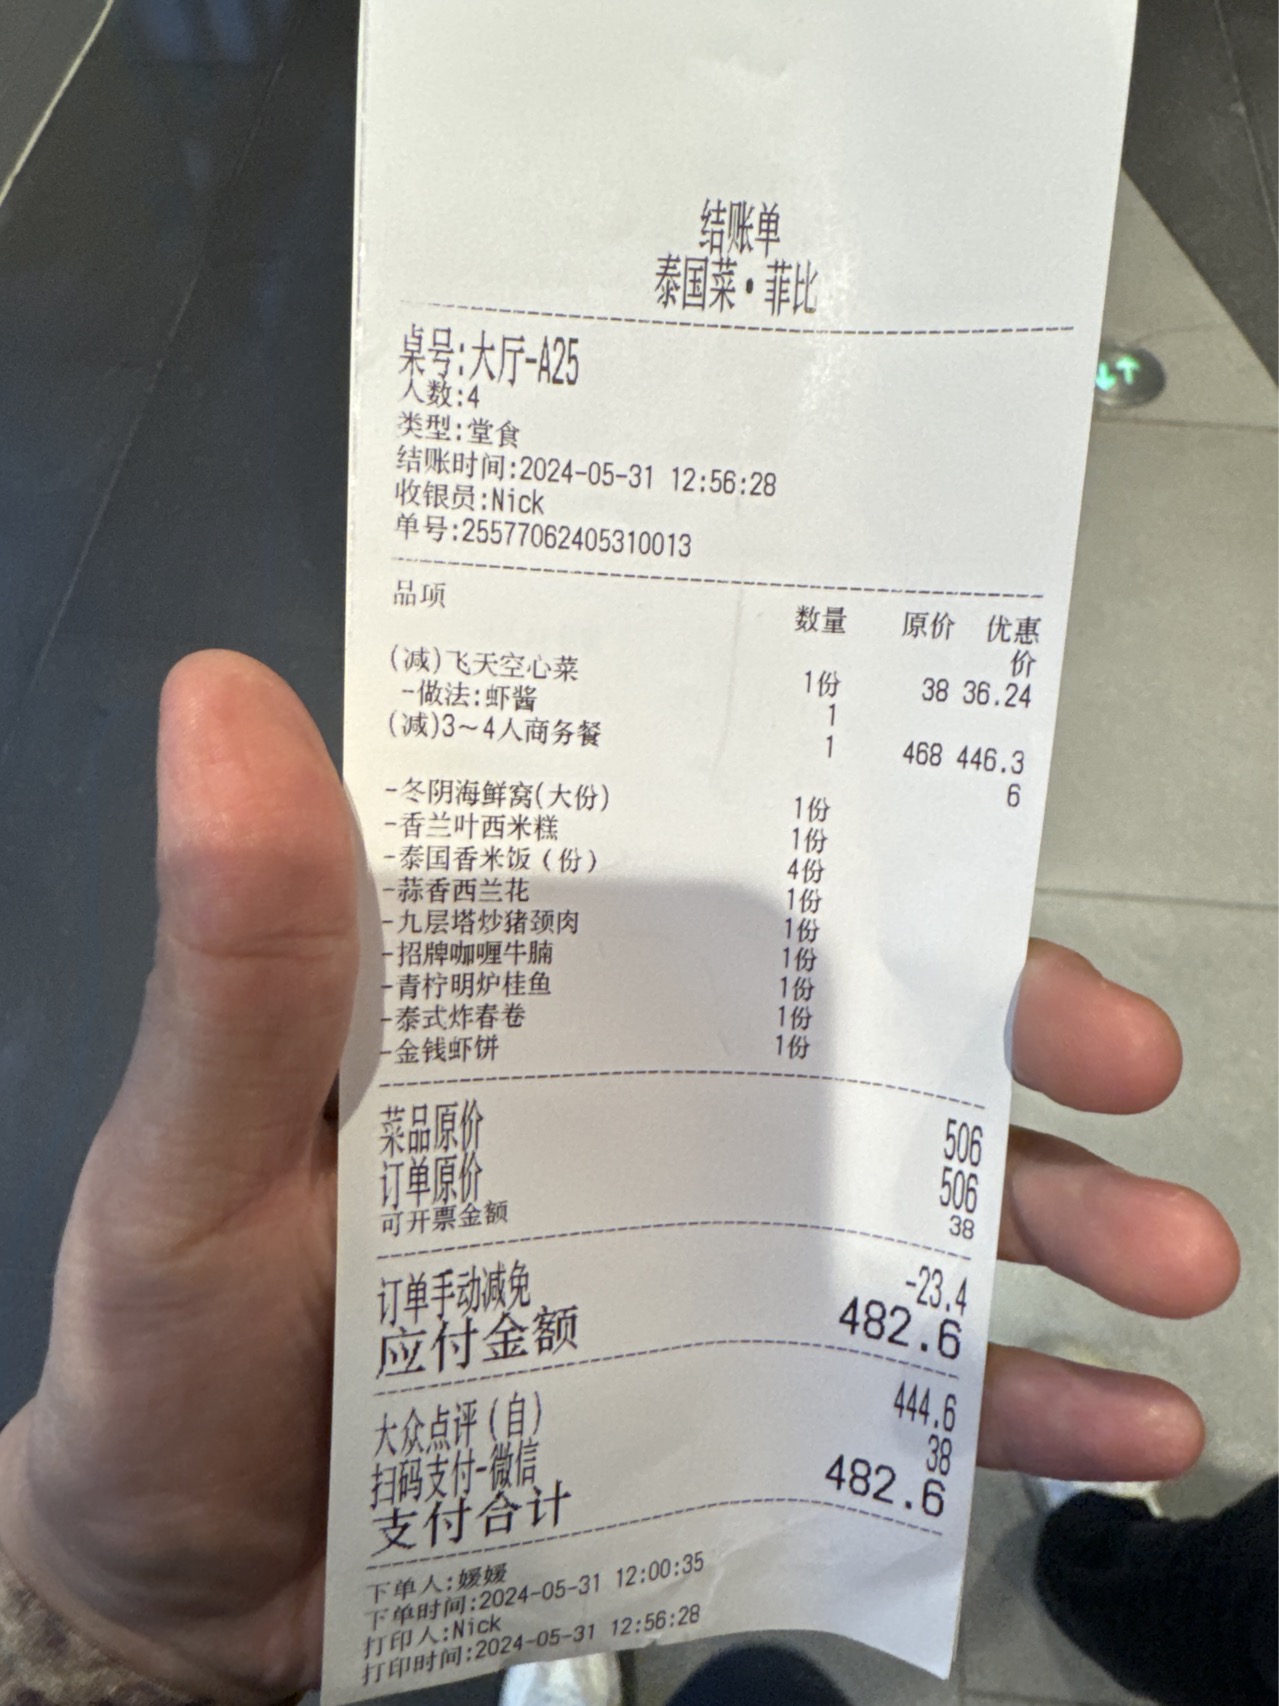 结账单
泰国菜·菲比
桌号:大厅-A25
人数:4
类型:堂食
结账时间:2024-05-31 12:56:28
收银员:Nick
单号:25577062405310013
品项 数量 原价 优惠
价
(减)飞天空心菜 1份 38 36.24
-做法:虾酱 1
(减)3~4人商务餐 1 468 446.3
6
-冬阴海鲜窝(大份) 1份
-香兰叶西米糕 1份
-泰国香米饭(份) 4份
-蒜香西兰花 1份
-九层塔炒猪颈肉 1份
-招牌咖喱牛腩 1份
-青柠明炉桂鱼 1份
-泰式炸春卷 1份
-金钱虾饼 1份
菜品原价 506
订单原价 506
可开票金额 38
订单手动减免 -23.4
应付金额 482.6
大众点评(自) 444.6
扫码支付-微信 38
支付合计 482.6
下单人:媛媛
下单时间:2024-05-31 12:00:35
打印人:Nick
打印时间:2024-05-31 12:56:28